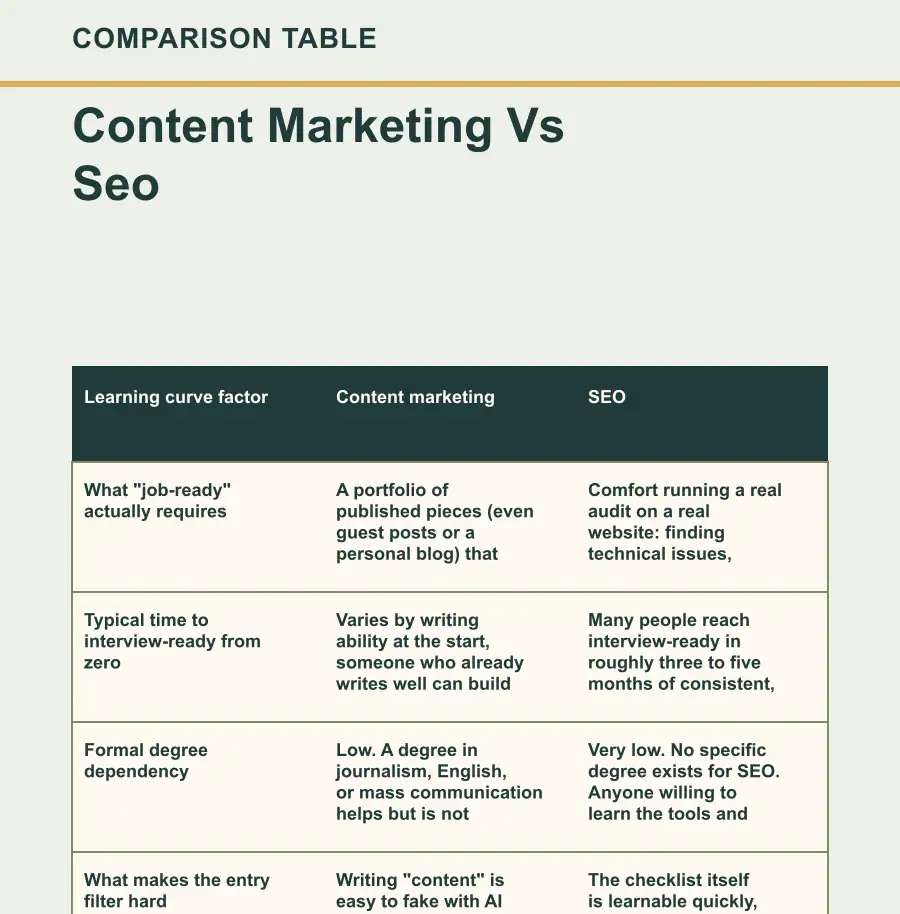 COMPARISON TABLE
Content Marketing Vs
Seo
Learning curve factor
Content marketing
SEO
What "job-ready"
actually requires
A portfolio of
published pieces (even
guest posts or a
personal blog) that
Comfort running a real
audit on a real
website: finding
technical issues,
Typical time to
interview-ready from
zero
Varies by writing
ability at the start,
someone who already
writes well can build
Many people reach
interview-ready in
roughly three to five
months of consistent,
Formal degree
dependency
Low. A degree in
journalism, English,
or mass communication
helps but is not
Very low. No specific
degree exists for SEO.
Anyone willing to
learn the tools and
What makes the entry
filter hard
Writing "content" is
easy to fake with AI
The checklist itself
is learnable quickly,